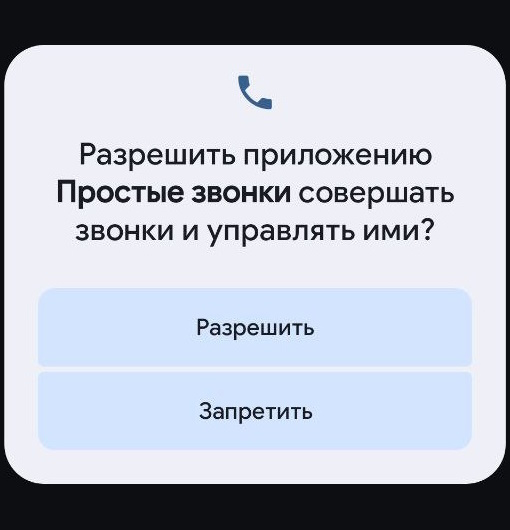 Разрешить приложению
Простые звонки совершать
звонки и управлять ими?
Разрешить
Запретить